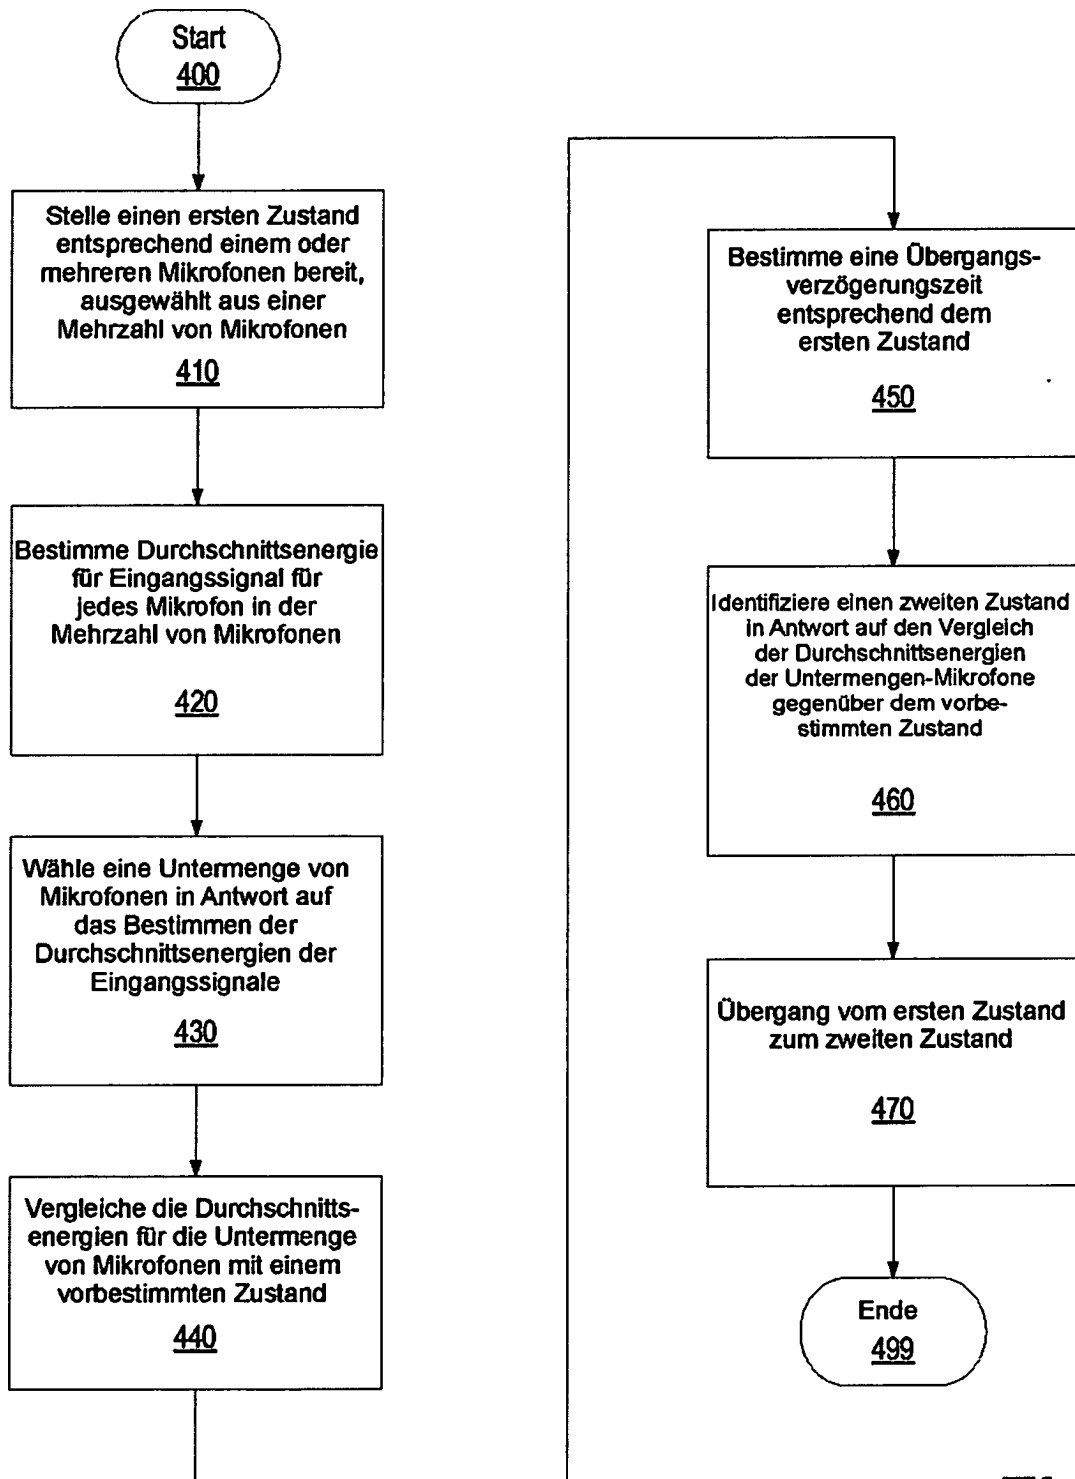 Start
400
Stelle einen ersten Zustand
entsprechend einem oder
mehreren Mikrofonen bereit,
ausgewählt aus einer
Mehrzahl von Mikrofonen
410
Bestimme Durchschnittsenergie
für Eingangssignal für
jedes Mikrofon in der
Mehrzahl von Mikrofonen
420
Wähle eine Untermenge von
Mikrofonen in Antwort auf
das Bestimmen der
Durchschnittsenergien der
Eingangssignale
430
Vergleiche die Durchschnitts-
energien für die Untermenge
von Mikrofonen mit einem
vorbestimmten Zustand
440
Bestimme eine Übergangs-
verzögerungszeit
entsprechend dem
ersten Zustand
450
Identifiziere einen zweiten Zustand
in Antwort auf den Vergleich
der Durchschnittsenergien
der Untermengen-Mikrofone
gegenüber dem vorbe-
stimmten Zustand
460
Übergang vom ersten Zustand
zum zweiten Zustand
470
Ende
499